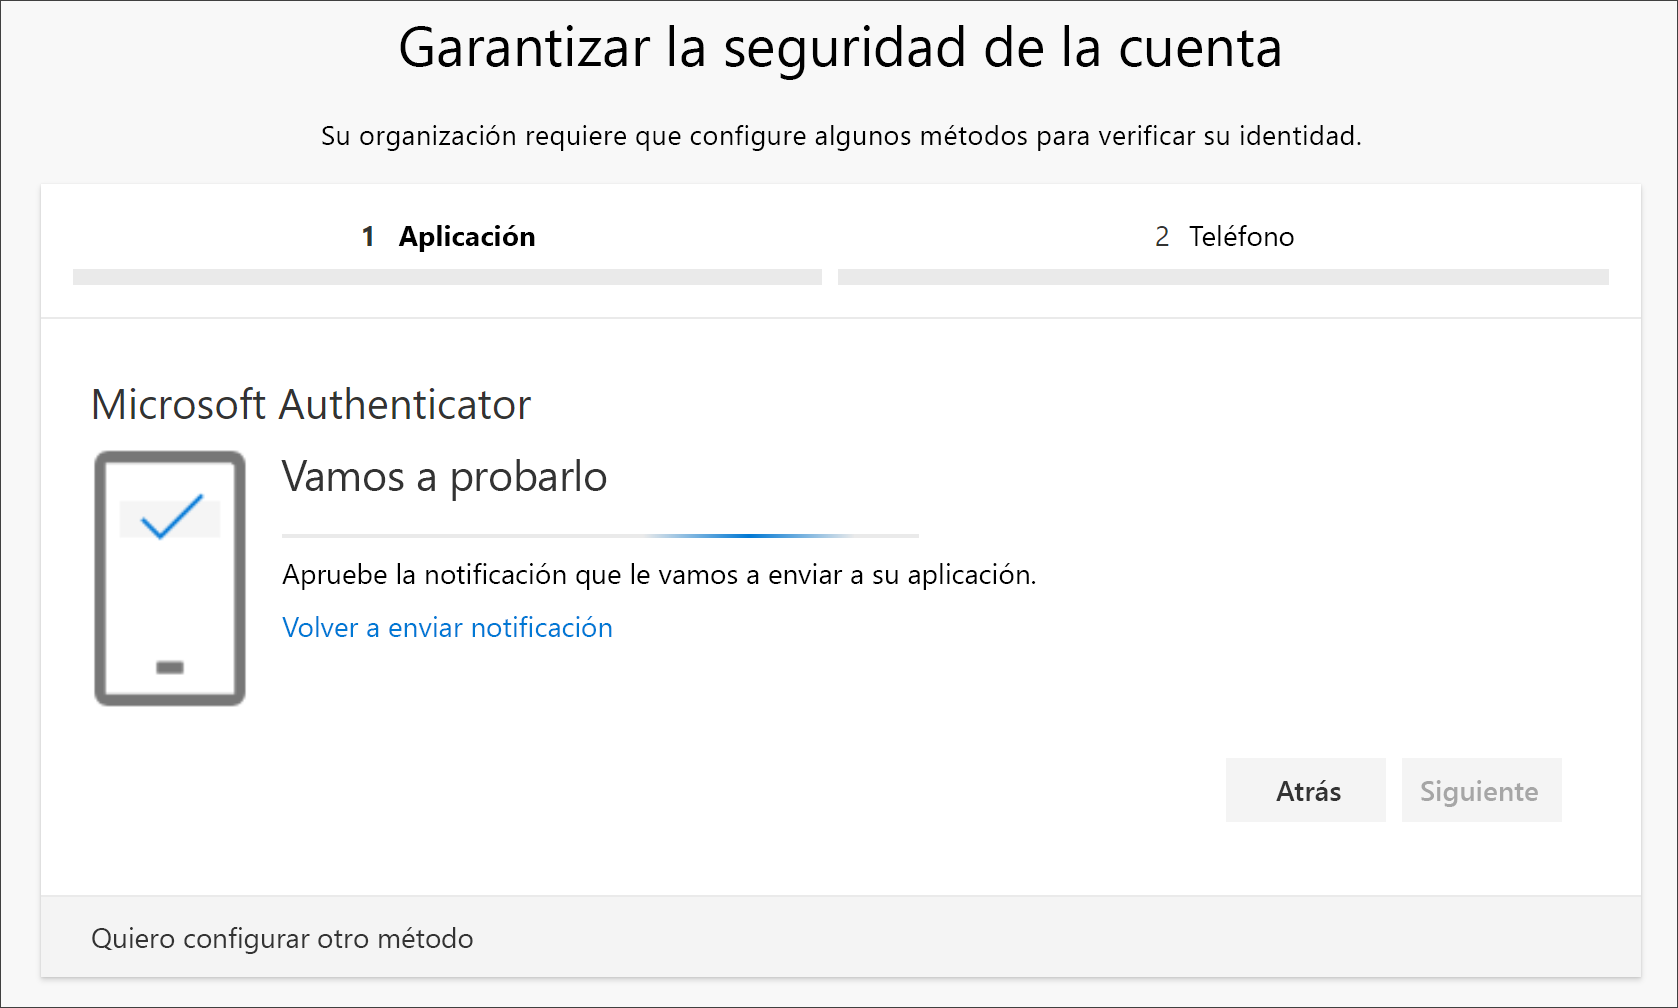 Garantizar la seguridad de la cuenta
Su organización requiere que configure algunos métodos para verificar su identidad.
1 Aplicación
2 Teléfono
Microsoft Authenticator
Vamos a probarlo
Apruebe la notificación que le vamos a enviar a su aplicación.
Volver a enviar notificación
Atrás
Siguiente
Quiero configurar otro método